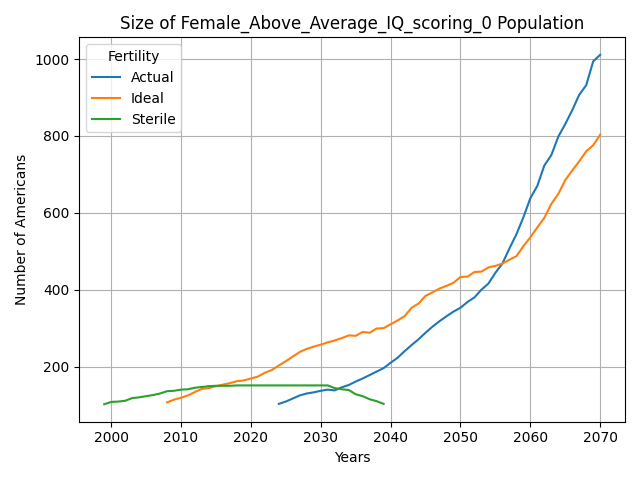 Size of Female_Above_Average_IQ_scoring_0 Population
Fertility
Actual
Ideal
Sterile
Number of Americans
1000
800
600
400
200
2000 2010 2020 2030 2040 2050 2060 2070
Years